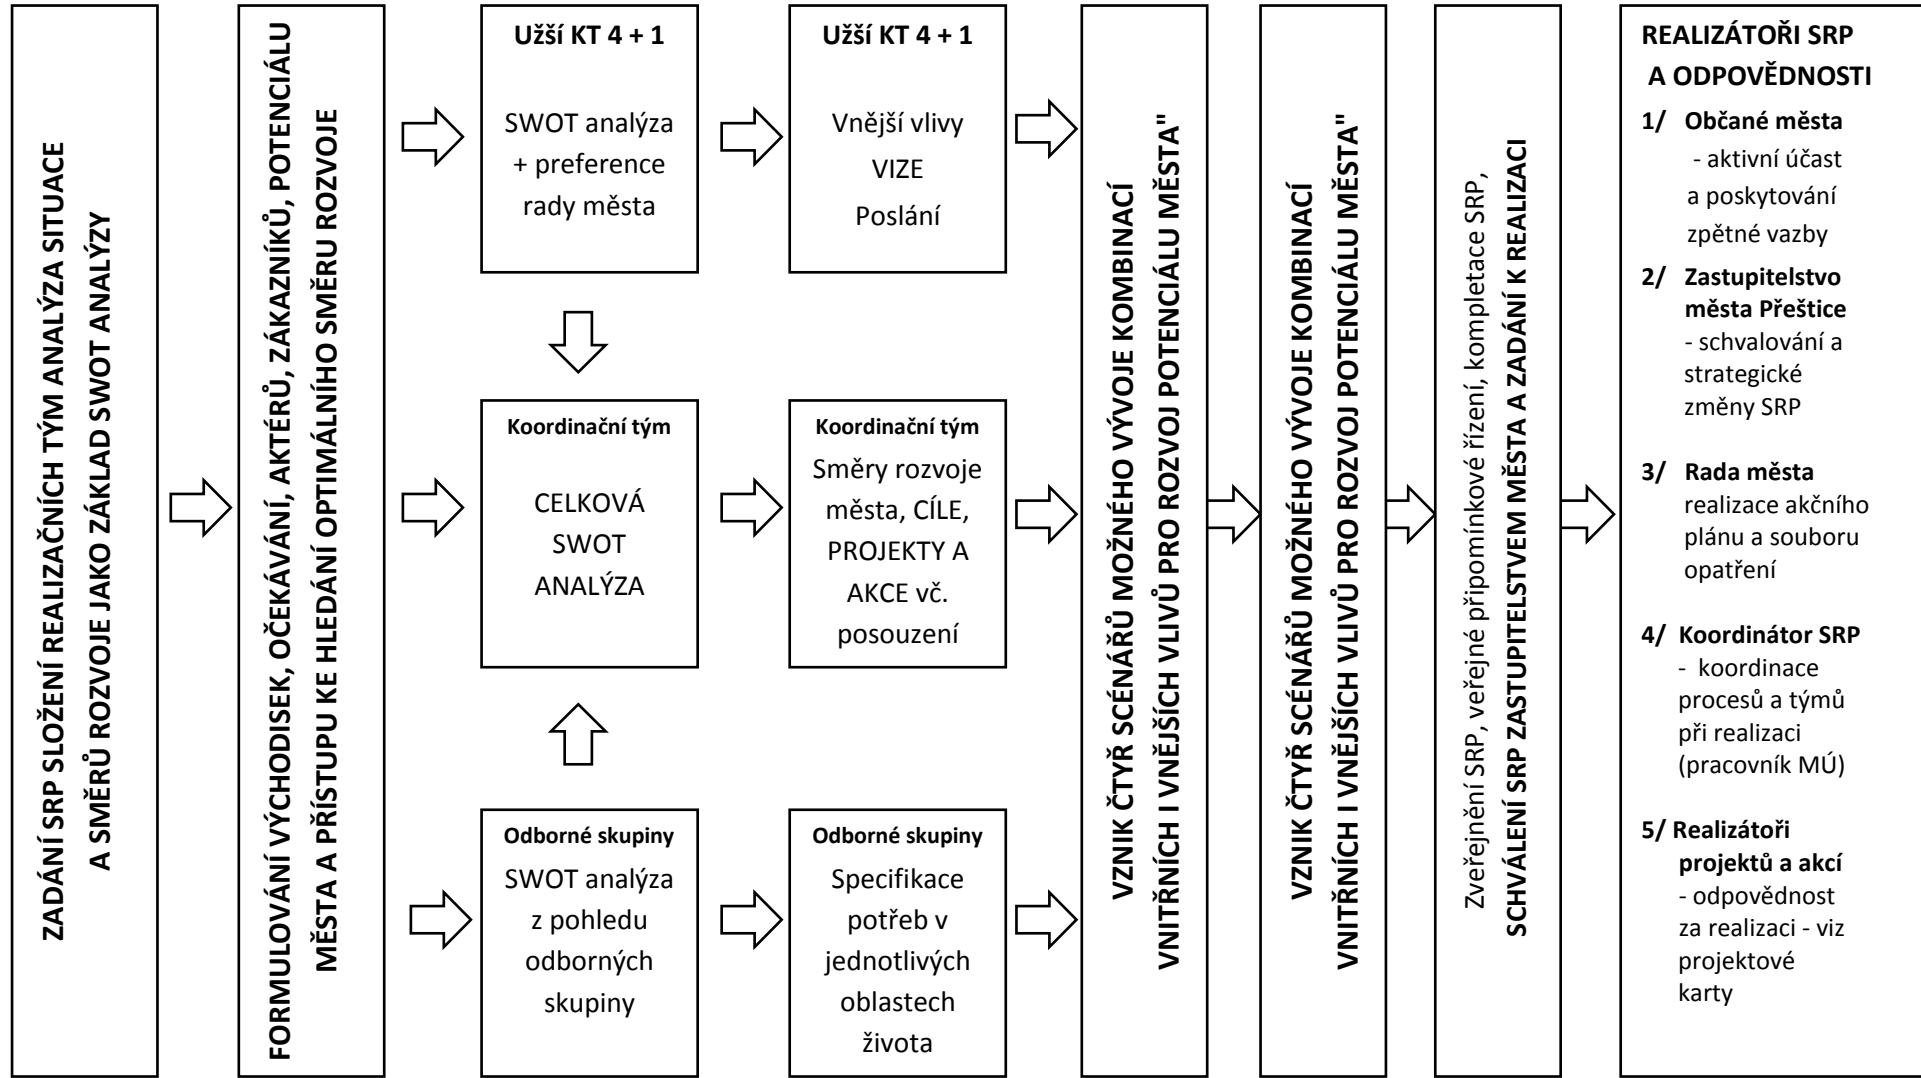 ZADÁNÍ SRP SLOŽENÍ REALIZAČNÍCH TÝM ANALÝZA SITUACE
A SMĚRŮ ROZVOJE JAKO ZÁKLAD SWOT ANALÝZY
FORMULOVÁNÍ VÝCHODISEK, OČEKÁVÁNÍ, AKTÉRŮ, ZÁKAZNÍKŮ, POTENCIÁLU
MĚSTA A PŘÍSTUPU KE HLEDÁNÍ OPTIMÁLNÍHO SMĚRU ROZVOJE
Užší KT 4 + 1
SWOT analýza
+ preference
rady města
Koordinační tým
CELKOVÁ
SWOT
ANALÝZA
Odborné skupiny
SWOT analýza
z pohledu
odborných
skupiny
Užší KT 4 + 1
Vnější vlivy
VIZE
Poslání
Koordinační tým
Směry rozvoje
města, CÍLE,
PROJEKTY A
AKCE vč.
posouzení
Odborné skupiny
Specifikace
potřeb v
jednotlivých
oblastech
života
VZNIK ČTYŘ SCÉNÁŘŮ MOŽNÉHO VÝVOJE KOMBINACÍ
VNITŘNÍCH I VNĚJŠÍCH VLIVŮ PRO ROZVOJ POTENCIÁLU MĚSTA"
VZNIK ČTYŘ SCÉNÁŘŮ MOŽNÉHO VÝVOJE KOMBINACÍ
VNITŘNÍCH I VNĚJŠÍCH VLIVŮ PRO ROZVOJ POTENCIÁLU MĚSTA"
Zveřejnění SRP, veřejné připomínkové řízení, kompletace SRP,
SCHVÁLENÍ SRP ZASTUPITELSTVEM MĚSTA A ZADÁNÍ K REALIZACI
REALIZÁTOŘI SRP
A ODPOVĚDNOSTI
1/ Občané města
- aktivní účast
a poskytování
zpětné vazby
2/ Zastupitelstvo
města Přeštice
- schvalování a
strategické
změny SRP
3/ Rada města
realizace akčního
plánu a souboru
opatření
4/ Koordinátor SRP
- koordinace
procesů a týmů
při realizaci
(pracovník MÚ)
5/ Realizátoři
projektů a akcí
- odpovědnost
za realizaci - viz
projektové
karty